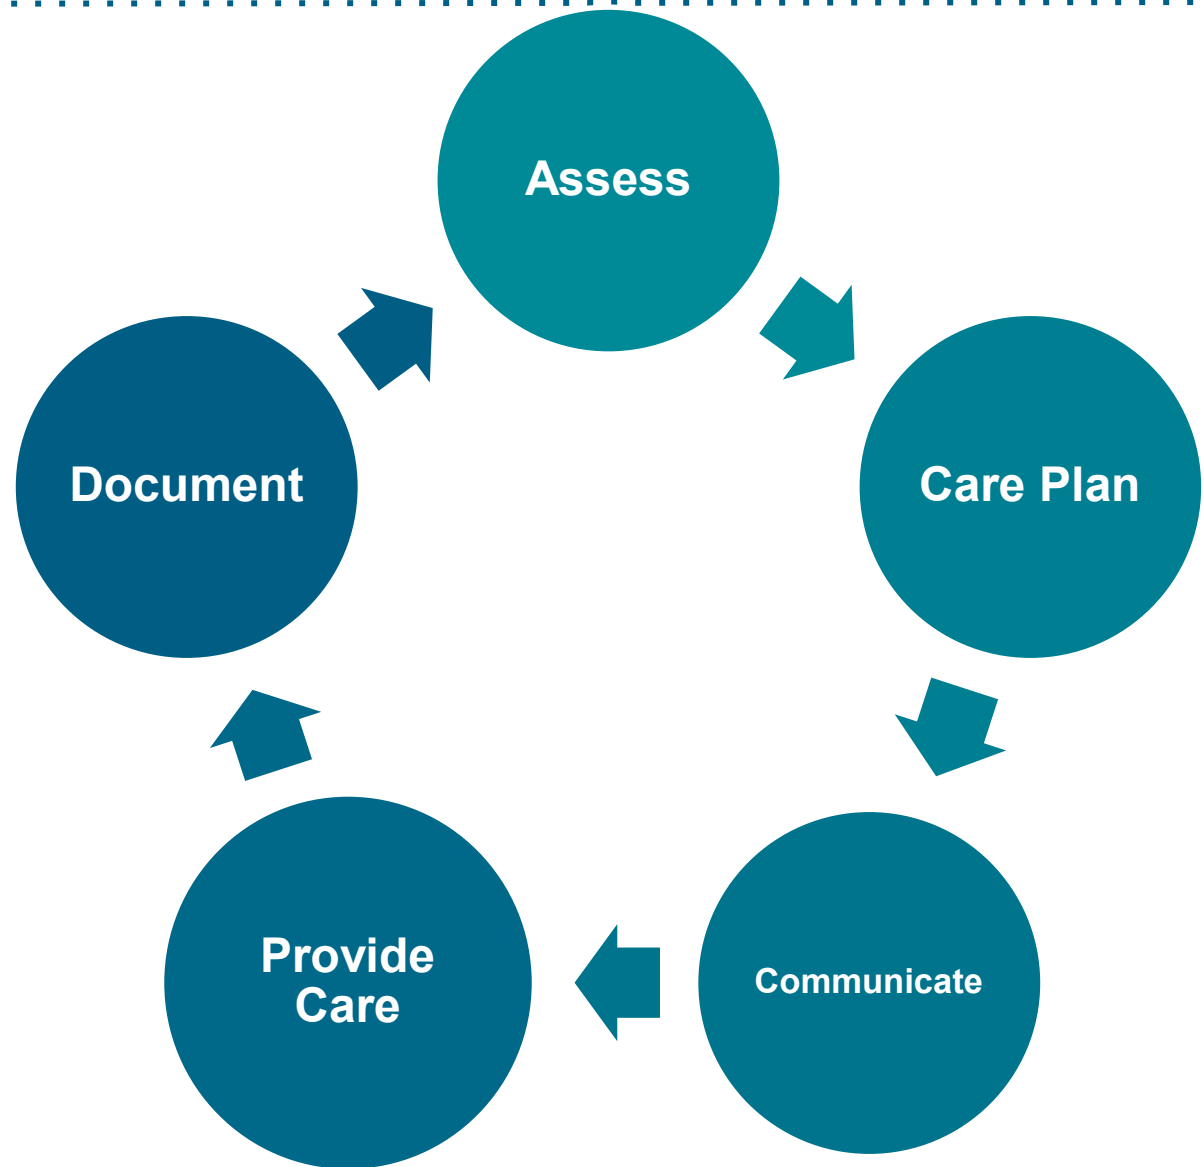 Assess
Care Plan
Communicate
Provide
Care
Document